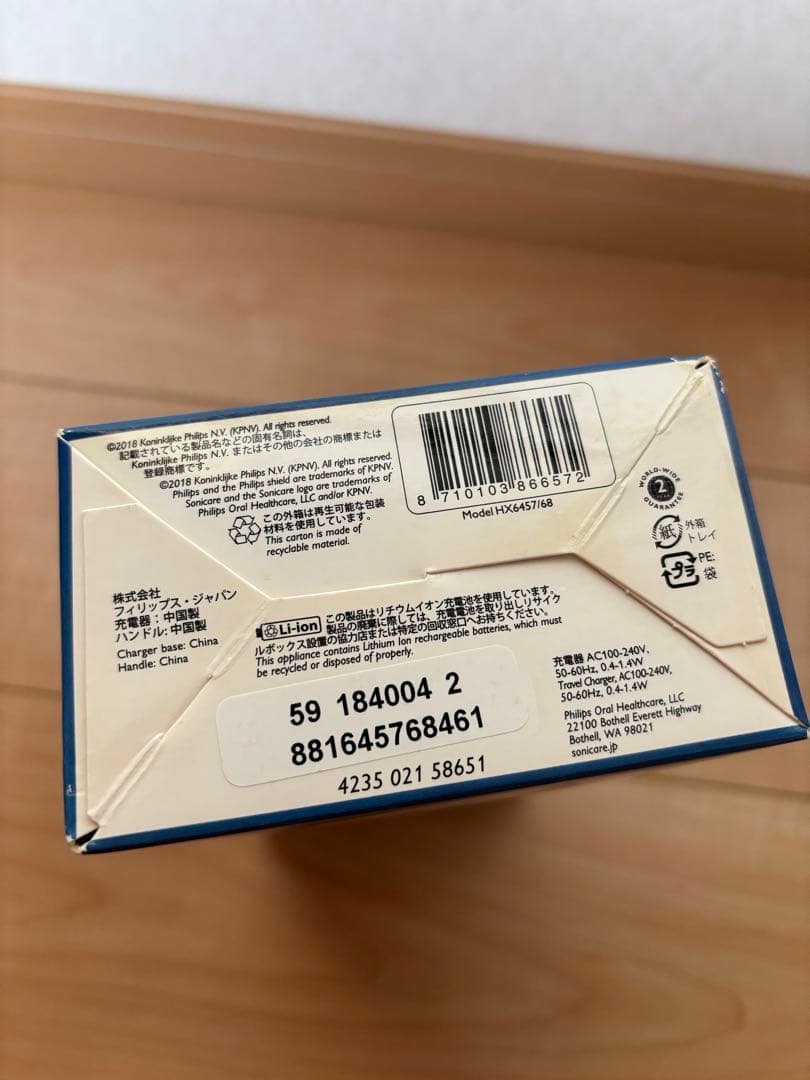 ©2018 Koninklijke Philips N.V. (KPNV). All rights reserved.
記載されている製品名などの固有名詞は、
Koninklijke Philips N.V. またはその他の会社の商標または
登録商標です。
©2018 Koninklijke Philips N.V. (KPNV). All rights reserved.
Philips and the Philips shield are trademarks of KPNV.
Sonicare and the Sonicare logo are trademarks of
Philips Oral Healthcare, LLC and/or KPNV.
この外箱は再生可能な包装
材料を使用しています。
This carton is made of
recyclable material.
8 710103 866572
Model HX6457/68
WORLD-WIDE
2
YEAR
GUARANTEE
紙
外箱
トレイ
プラ
PE:
袋
株式会社
フィリップス・ジャパン
充電器：中国製
ハンドル：中国製
Charger base: China
Handle: China
Li-ion
この製品はリチウムイオン充電池を使用しています。
製品の廃棄に際しては、充電電池を取り出しリサイク
ルボックス設置の協力店または特定の回収窓口へお持ちください。
This appliance contains Lithium Ion rechargeable batteries, which must
be recycled or disposed of properly.
59 184004 2
881645768461
4235 021 58651
充電器 AC100-240V,
50-60Hz, 0.4-1.4W
Travel Charger, AC100-240V,
50-60Hz, 0.4-1.4W
Philips Oral Healthcare, LLC
22100 Bothell Everett Highway
Bothell, WA 98021
sonicare.jp